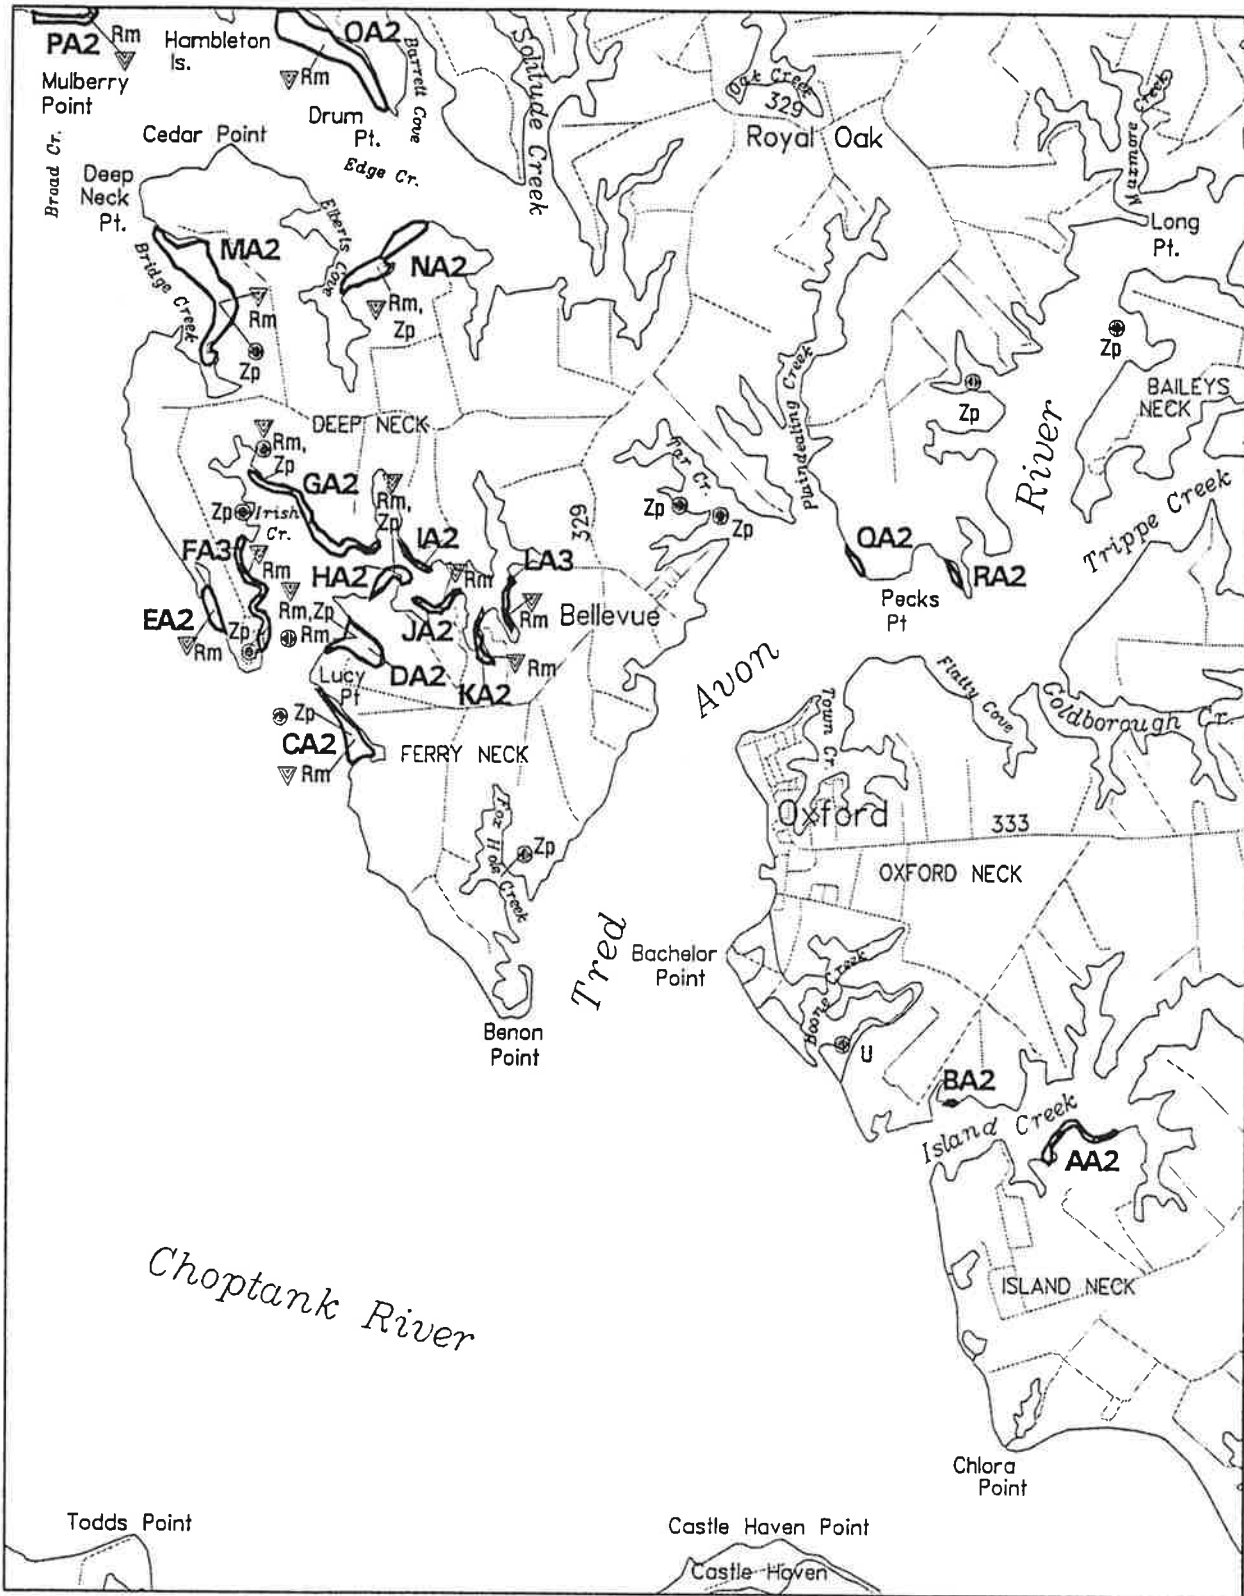 PA2
Rm
Mulberry
Point
Hambleton
Is.
OA2
Rm
Drum
Pt.
Barrett Cove
Solitude Creek
Oak Creek
329
Royal Oak
Maxmore Creek
Cedar Point
Edge Cr.
Broad Cr.
Deep
Neck
Pt.
Long
Pt.
MA2
Bridge Creek
Rm
Zp
Elberts Cove
NA2
Rm,
Zp
Plaindealing Creek
Zp
Zp
BAILEYS
NECK
River
DEEP NECK
Rm,
Zp
GA2
Rm,
Zp
Zp
Irish
Cr.
Tar Cr.
Zp
Zp
329
Trippe Creek
FA3
Rm
HA2
IA2
Rm
LA3
Rm
QA2
RA2
Pecks
Pt
EA2
Rm
Zp
Rm,Zp
Rm
JA2
Bellevue
Lucy
Pt
DA2
KA2
Rm
Avon
Flatty Cove
Goldborough Cr.
Town Cr.
Zp
CA2
Rm
FERRY NECK
Oxford
333
OXFORD NECK
Fox Hole Creek
Zp
Tred
Bachelor
Point
Boone Creek
U
Benon
Point
BA2
Island Creek
AA2
Choptank River
ISLAND NECK
Chlora
Point
Todds Point
Castle Haven Point
Castle Haven